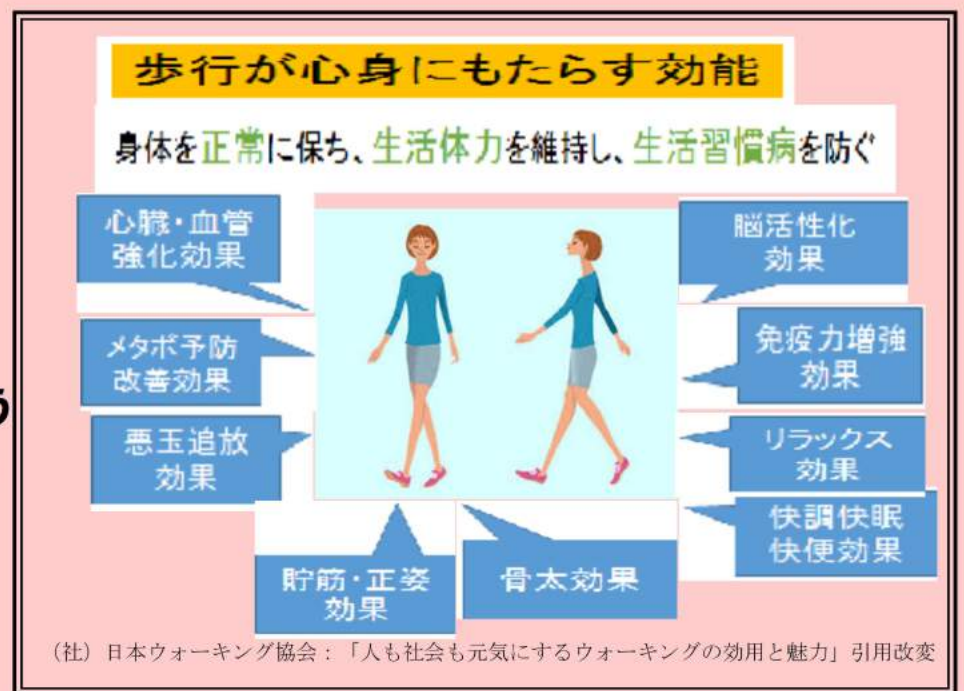 歩行が心身にもたらす効能
身体を正常に保ち、生活体力を維持し、生活習慣病を防ぐ
心臓・血管
強化効果
メタボ予防
改善効果
悪玉追放
効果
貯筋・正姿
効果
骨太効果
脳活性化
効果
免疫力増強
効果
リラックス
効果
快調快眠
快便効果
（社）日本ウォーキング協会：「人も社会も元気にするウォーキングの効用と魅力」引用改変